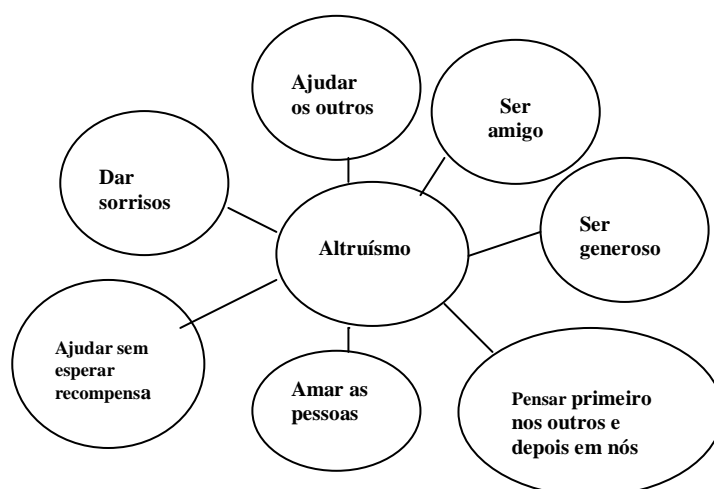 Ajudar
os outros
Ser
amigo
Dar
sorrisos
Altruísmo
Ser
generoso
Ajudar sem
esperar
recompensa
Amar as
pessoas
Pensar primeiro
nos outros e
depois em nós